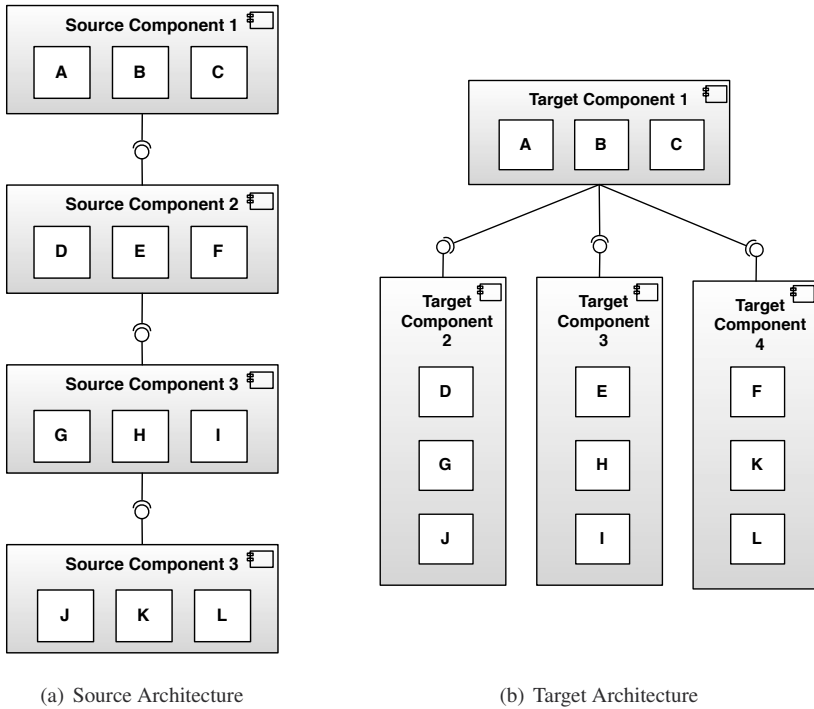 Source Component 1
A B C
Source Component 2
D E F
Source Component 3
G H I
Source Component 3
J K L
(a) Source Architecture
Target Component 1
A B C
Target
Component
2
D
G
J
Target
Component
3
E
H
I
Target
Component
4
F
K
L
(b) Target Architecture